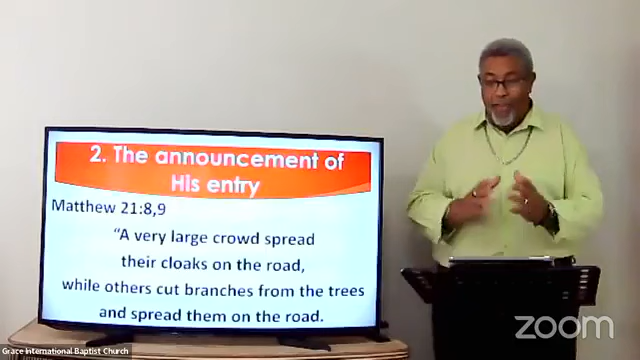 2. The announcement of
His entry
Matthew 21:8,9
“A very large crowd spread
their cloaks on the road,
while others cut branches from the trees
and spread them on the road.
Grace International Baptist Church
zoom